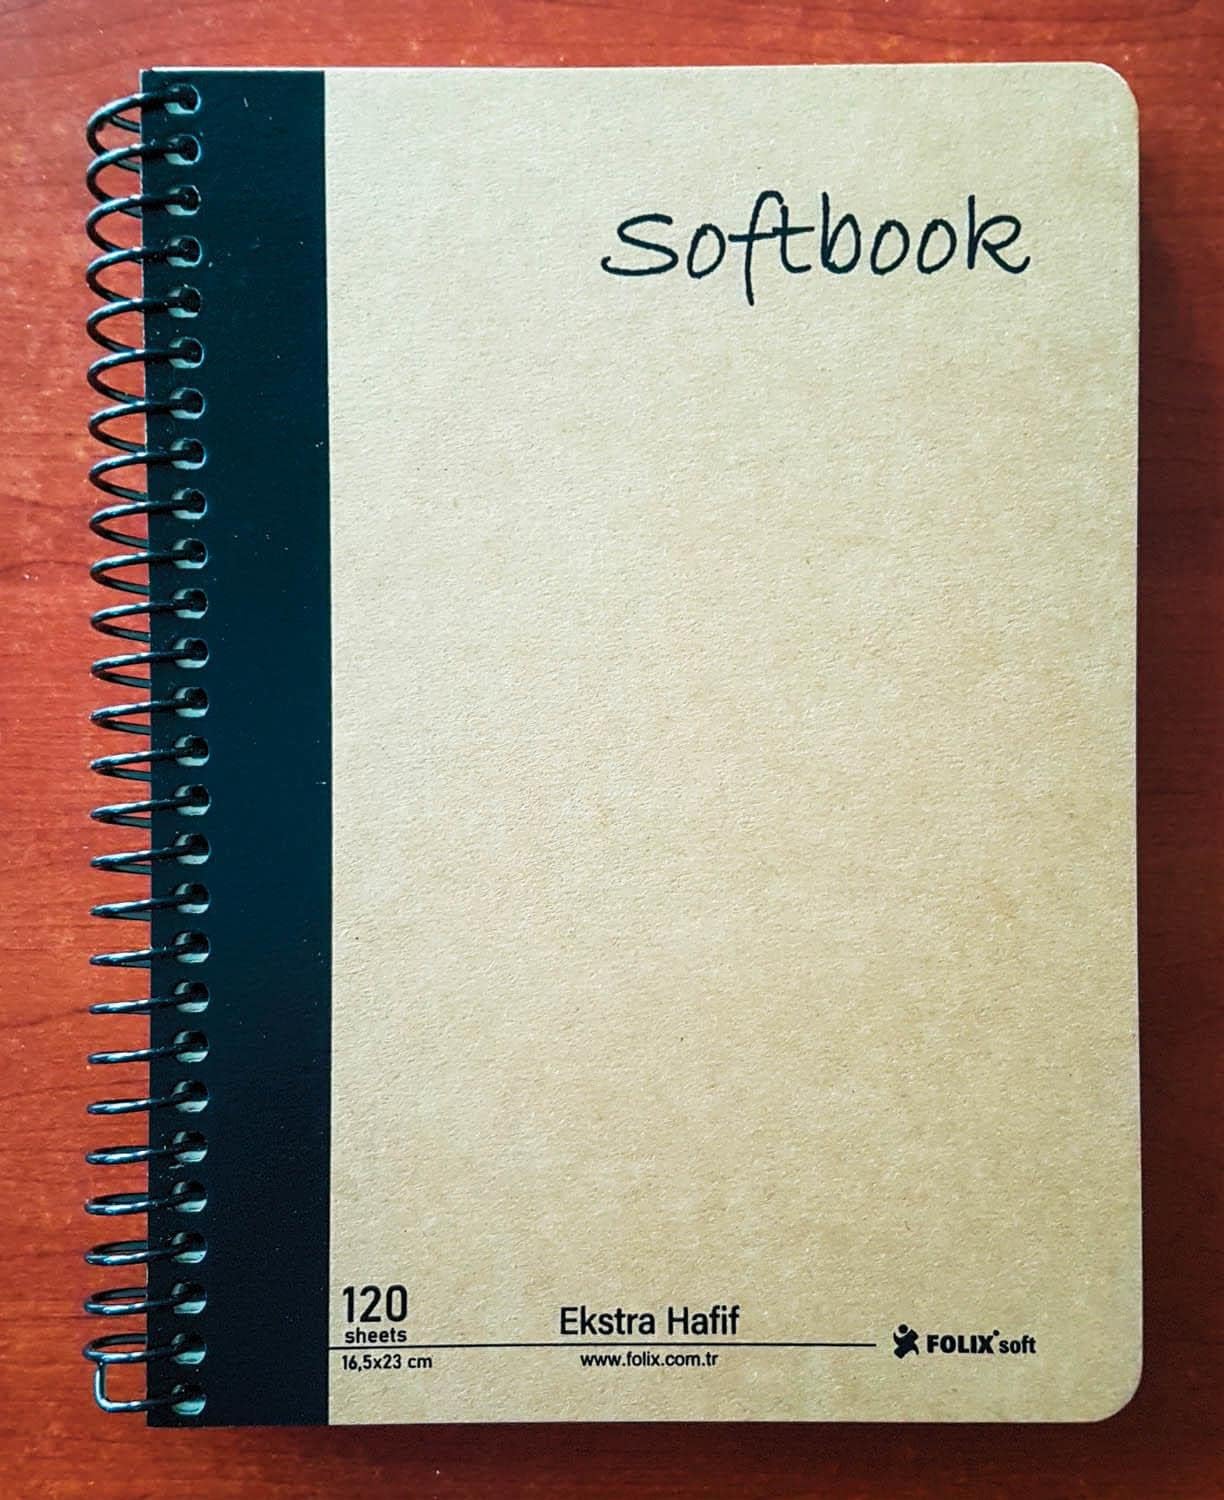 Softbook
120
sheets
16,5x23 cm
Ekstra Hafif
www.folix.com.tr
FOLIX soft